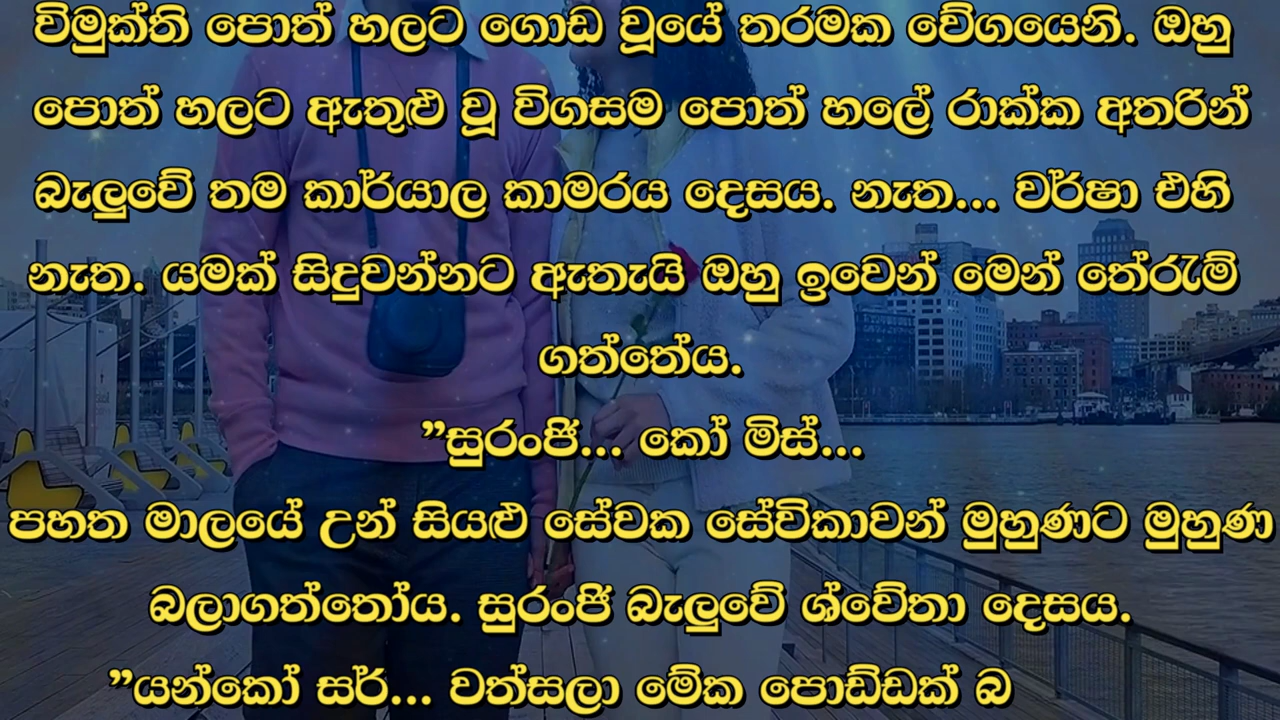 විමුක්ති පොත් හලට ගොඩ වූයේ තරමක වේගයෙනි. ඔහු
පොත් හලට ඇතුළු වූ විගසම පොත් හලේ රාක්ක අතරින්
බැලුවේ තම කාර්යාල කාමරය දෙසය. නැත... වර්ෂා එහි
නැත. යමක් සිදුවන්නට ඇතැයි ඔහු ඉවෙන් මෙන් තේරැම්
ගත්තේය.
”සුරංජි... කෝ මිස්...
පහත මාලයේ උන් සියළු සේවක සේවිකාවන් මුහුණට මුහුණ
බලාගත්තෝය. සුරංජි බැලුවේ ශ්වේතා දෙසය.
”යන්කෝ සර්... වත්සලා මේක පොඩ්ඩක් බ